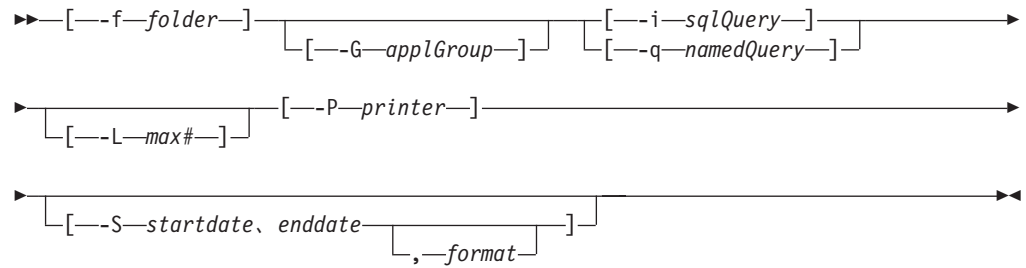 [ -f folder ] [ -i sqlQuery ]
[ -G applGroup ] [ -q namedQuery ]
[ -P printer ]
[ -L max# ]
[ -S startdate、enddate ]
, format